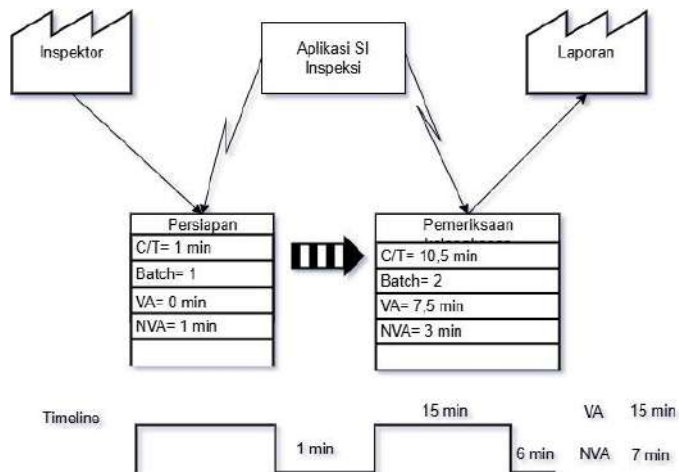 Inspektor
Aplikasi SI
Inspeksi
Laporan
Persiapan
C/T= 1 min
Batch= 1
VA= 0 min
NVA= 1 min
Pemeriksaan
C/T= 10,5 min
Batch= 2
VA= 7,5 min
NVA= 3 min
Timeline
15 min
VA 15 min
1 min
6 min
NVA 7 min